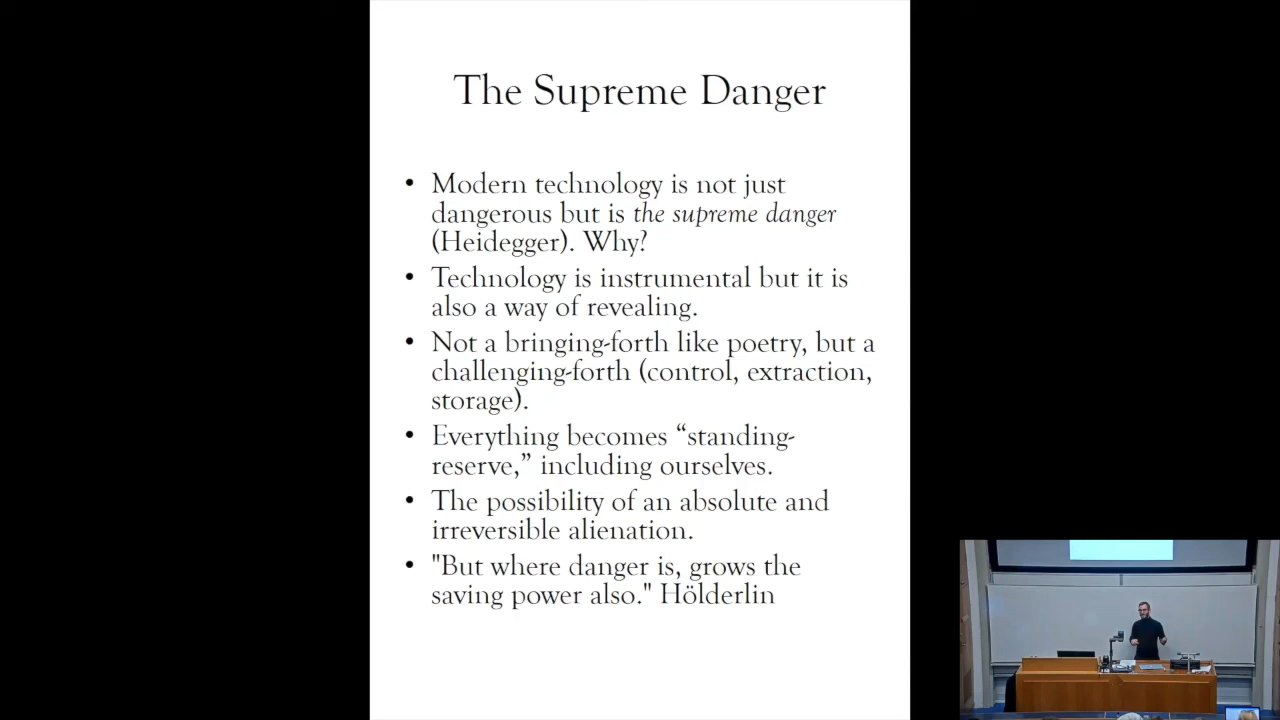 The Supreme Danger
• Modern technology is not just
dangerous but is the supreme danger
(Heidegger). Why?
• Technology is instrumental but it is
also a way of revealing.
• Not a bringing-forth like poetry, but a
challenging-forth (control, extraction,
storage).
• Everything becomes “standing-
reserve,” including ourselves.
• The possibility of an absolute and
irreversible alienation.
• "But where danger is, grows the
saving power also." Hölderlin